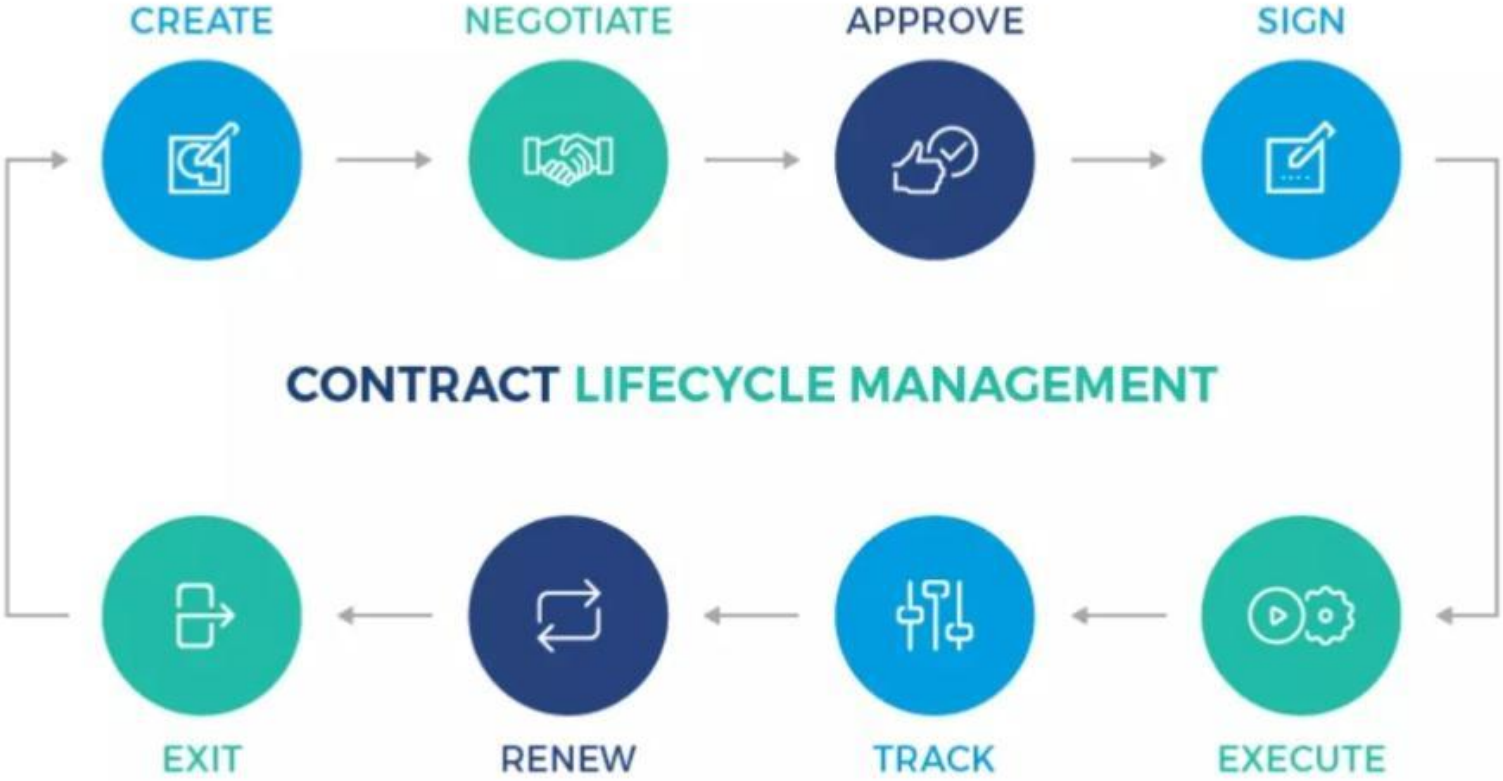 CREATE
NEGOTIATE
APPROVE
SIGN
CONTRACT LIFECYCLE MANAGEMENT
EXIT
RENEW
TRACK
EXECUTE